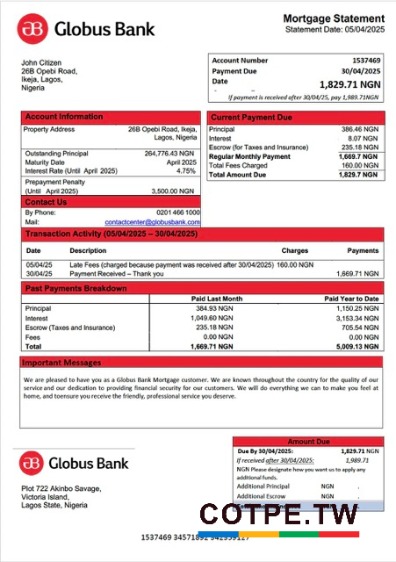 Globus Bank
Mortgage Statement
Statement Date: 05/04/2025
John Citizen
26B Opebi Road,
Ikeja, Lagos,
Nigeria
Account Number 1537469
Payment Due 30/04/2025
Date 1,829.71 NGN
If payment is received after 30/04/25, pay 1,989.71NGN
Account Information
Property Address 26B Opebi Road, Ikeja,
Lagos, Nigeria
Outstanding Principal 264,776.43 NGN
Maturity Date April 2025
Interest Rate (Until April 2025) 4.75%
Prepayment Penalty
(Until April 2025) 3,500.00 NGN
Contact Us
By Phone: 0201 466 1000
Mail: contactcenter@globusbank.com
Current Payment Due
Principal 386.46 NGN
Interest 8.07 NGN
Escrow (for Taxes and Insurance) 235.18 NGN
Regular Monthly Payment 1,669.7 NGN
Total Fees Charged 160.00 NGN
Total Amount Due 1,829.7 NGN
Transaction Activity (05/04/2025 – 30/04/2025)
Date Description Charges Payments
05/04/25 Late Fees (charged because payment was received after 30/04/2025) 160.00 NGN
30/04/25 Payment Received – Thank you 1,669.71 NGN
Past Payments Breakdown
Paid Last Month Paid Year to Date
Principal 384.93 NGN 1,150.25 NGN
Interest 1,049.60 NGN 3,153.34 NGN
Escrow (Taxes and Insurance) 235.18 NGN 705.54 NGN
Fees 0.00 NGN 0.00 NGN
Total 1,669.71 NGN 5,009.13 NGN
Important Messages
We are pleased to have you as a Globus Bank Mortgage customer. We are known throughout the country for the quality of our
service and our dedication to providing financial security for our customers. We will do everything we can to make you feel at
home, and toensure you receive the friendly, professional service you deserve.
Globus Bank
Plot 722 Akinbo Savage,
Victoria Island,
Lagos State, Nigeria
Amount Due
Due By 30/04/2025: 1,829.71 NGN
If received after 30/04/2025: 1,989.71
NGN Please designate how you want us to apply any
additional funds.
Additional Principal NGN
Additional Escrow NGN
COTPE.TW
1537469 34571892